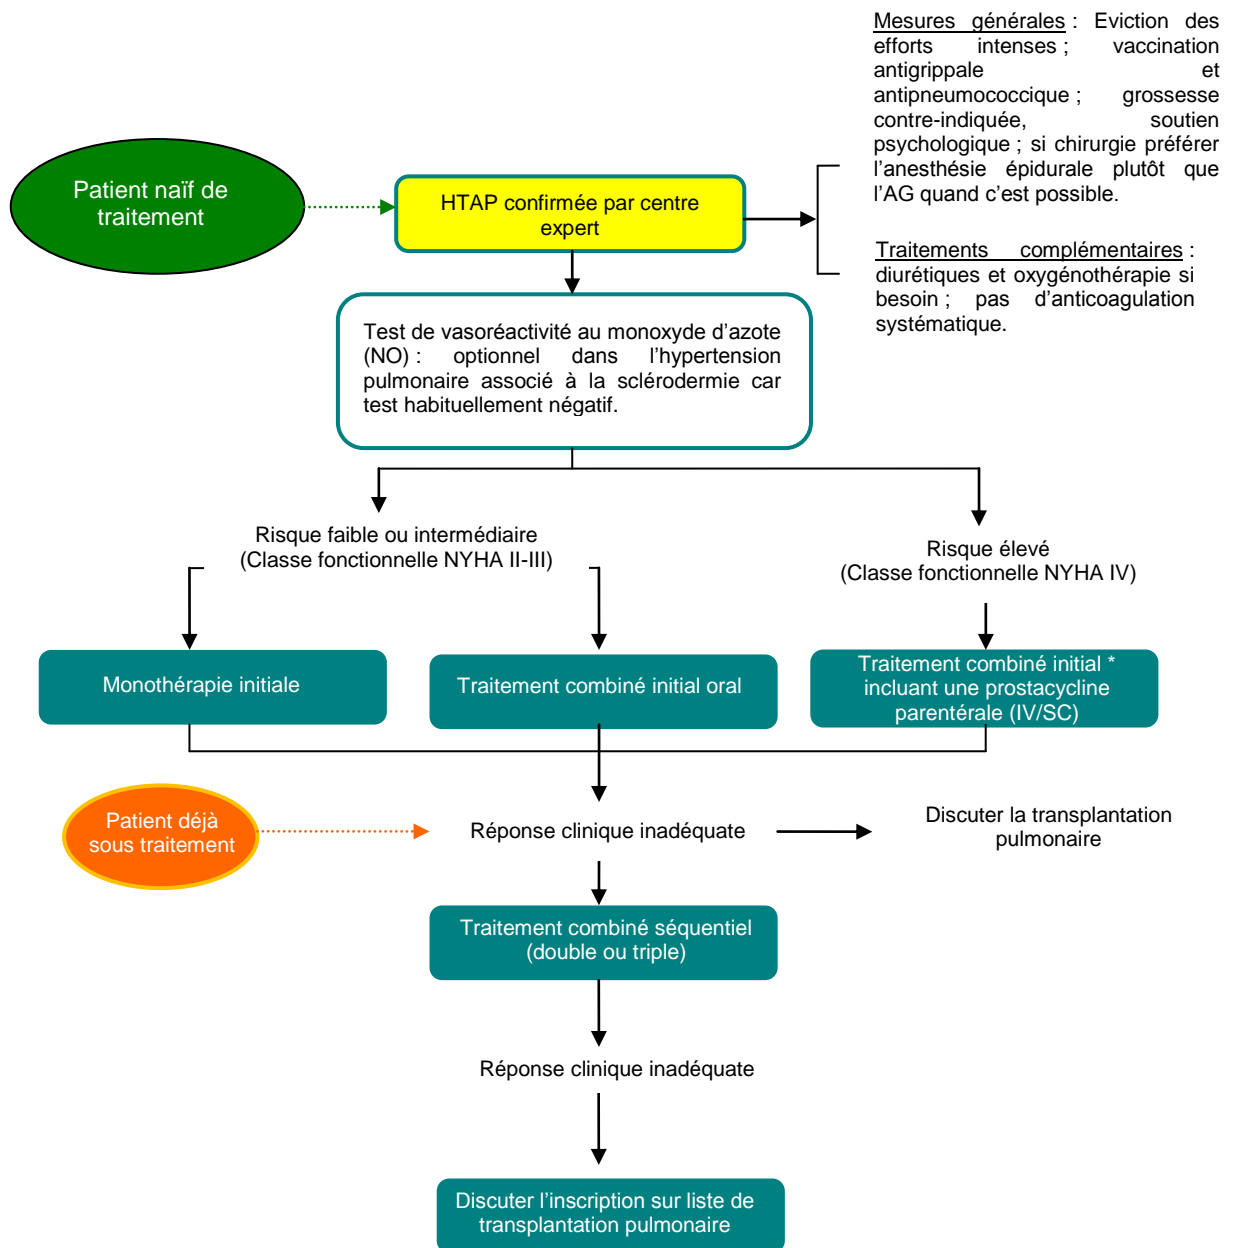 Mesures générales : Eviction des
efforts intenses ; vaccination
antigrippale et
antipneumococcique ; grossesse
contre-indiquée, soutien
psychologique ; si chirurgie préférer
l’anesthésie épidurale plutôt que
l’AG quand c’est possible.
Patient naïf de
traitement
HTAP confirmée par centre
expert
Traitements complémentaires :
diurétiques et oxygénothérapie si
besoin ; pas d’anticoagulation
systématique.
Test de vasoréactivité au monoxyde d’azote
(NO) : optionnel dans l’hypertension
pulmonaire associé à la sclérodermie car
test habituellement négatif.
Risque faible ou intermédiaire
(Classe fonctionnelle NYHA II-III)
Risque élevé
(Classe fonctionnelle NYHA IV)
Monothérapie initiale
Traitement combiné initial oral
Traitement combiné initial *
incluant une prostacycline
parentérale (IV/SC)
Patient déjà
sous traitement
Réponse clinique inadéquate
Discuter la transplantation
pulmonaire
Traitement combiné séquentiel
(double ou triple)
Réponse clinique inadéquate
Discuter l’inscription sur liste de
transplantation pulmonaire